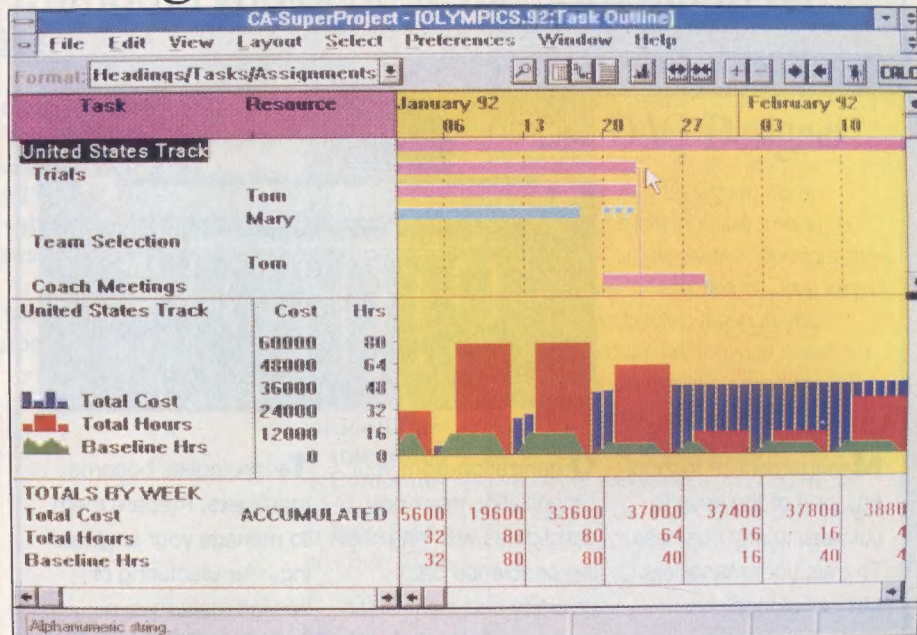 CA-SuperProject - [OLYMPICS.92:Task Outline]
File Edit View Layout Select Preferences Window Help
Format: Headings/Tasks/Assignments CALC
Task Resource January 92 February 92
06 13 20 27 03 10
United States Track
Trials
Tom
Mary
Team Selection
Tom
Coach Meetings
United States Track Cost Hrs
60000 80
48000 64
36000 48
Total Cost 24000 32
Total Hours 12000 16
Baseline Hrs 0 0
TOTALS BY WEEK
Total Cost ACCUMULATED 5600 19600 33600 37000 37400 37800 3880
Total Hours 32 80 80 64 16 16 4
Baseline Hrs 32 80 80 40 16 40 4
Alphanumeric string.